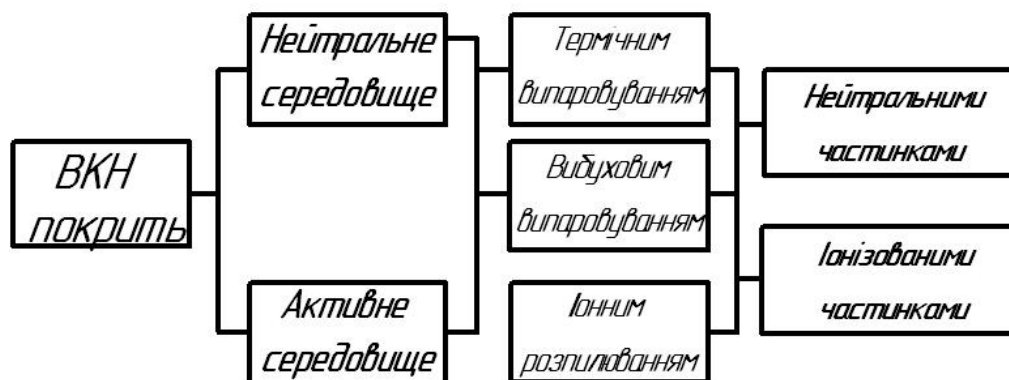 ВКН
покрить
Нейтральне
середовище
Активне
середовище
Термічним
випаровуванням
Вибуховим
випаровуванням
Іонним
розпилюванням
Нейтральними
частинками
Іонізованими
частинками